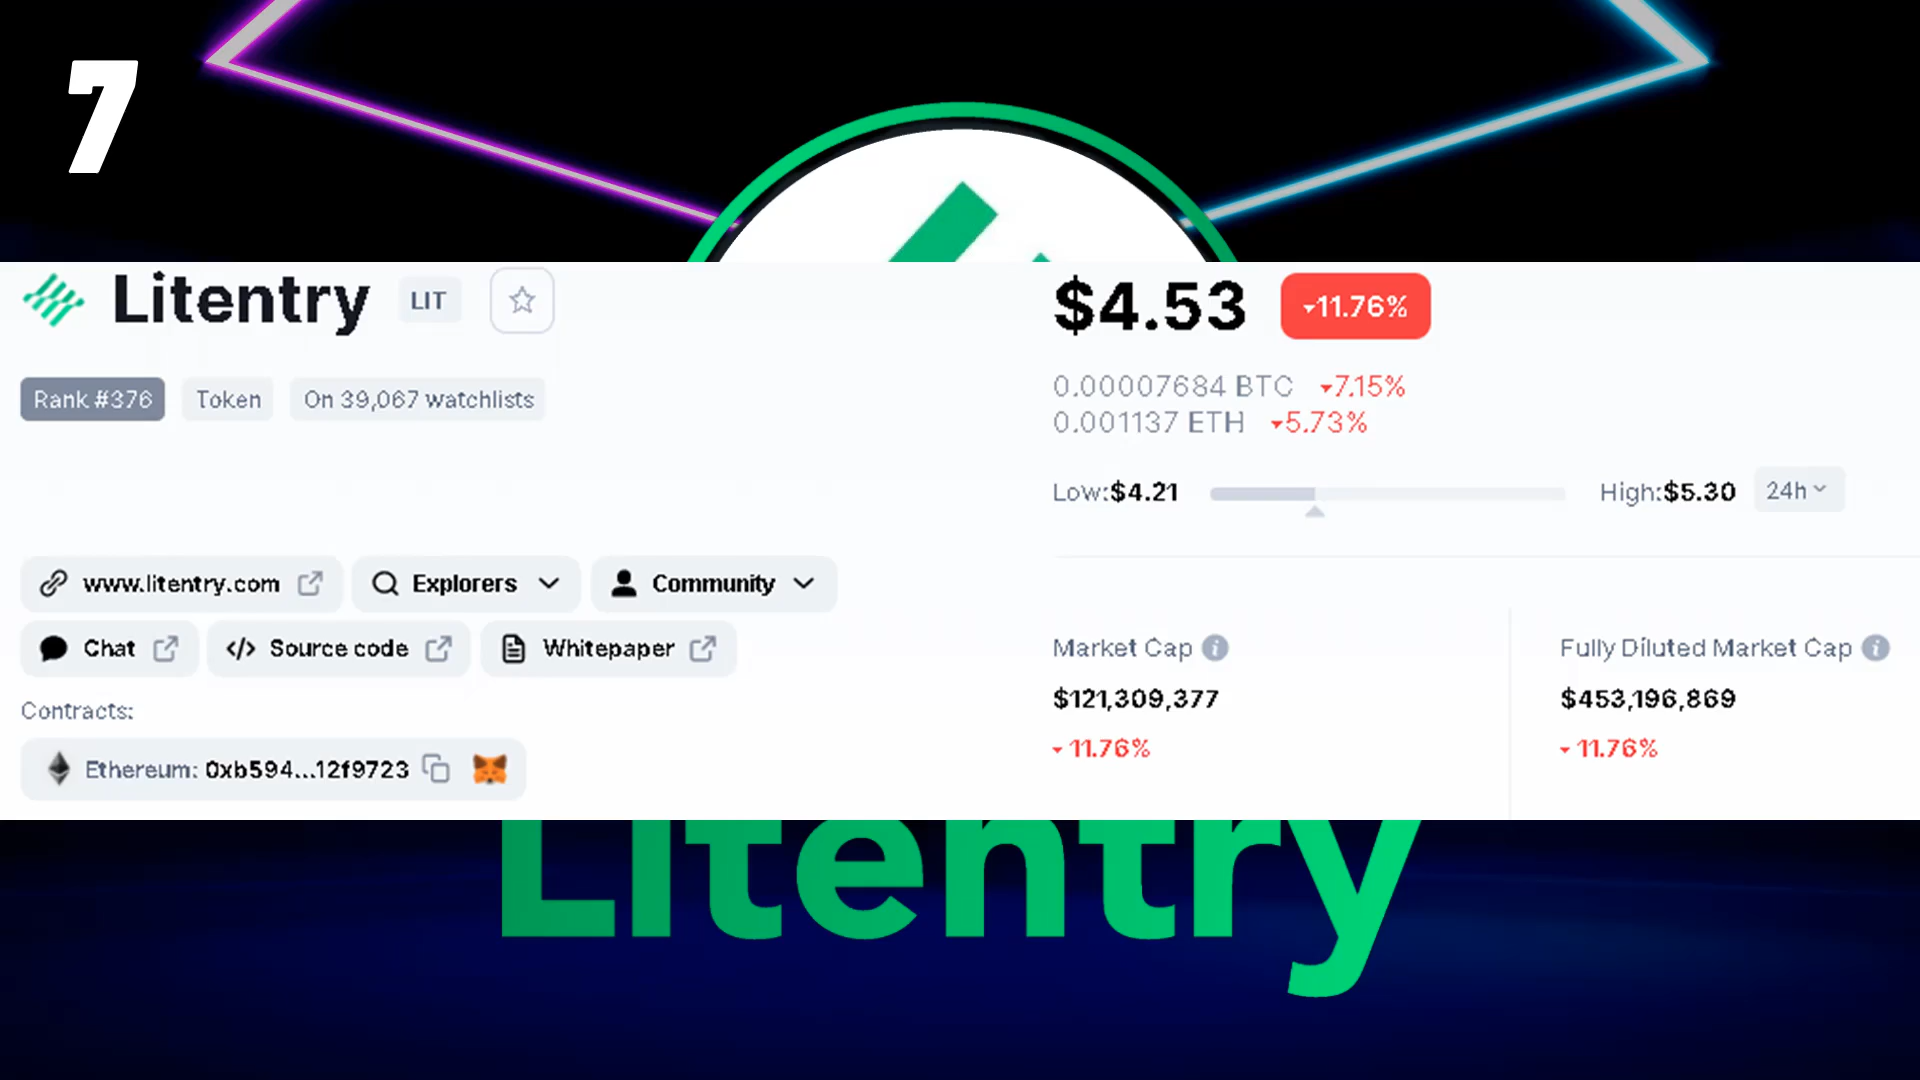 7
Litentry LIT
$4.53 11.76%
Rank #376 Token On 39,067 watchlists
0.00007684 BTC 7.15%
0.001137 ETH 5.73%
Low:$4.21 High:$5.30 24h
www.litentry.com Explorers Community
Chat Source code Whitepaper
Market Cap Fully Diluted Market Cap
$121,309,377 $453,196,869
11.76% 11.76%
Contracts:
Ethereum: 0xb594...12f9723
Litentry